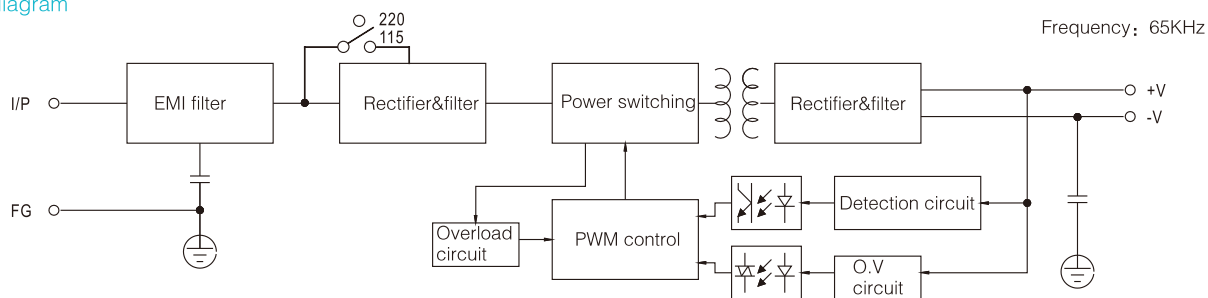 diagram
220
115
Frequency：65KHz
I/P
EMI filter
Rectifier&filter
Power switching
Rectifier&filter
+V
-V
FG
Overload
circuit
PWM control
Detection circuit
O.V
circuit